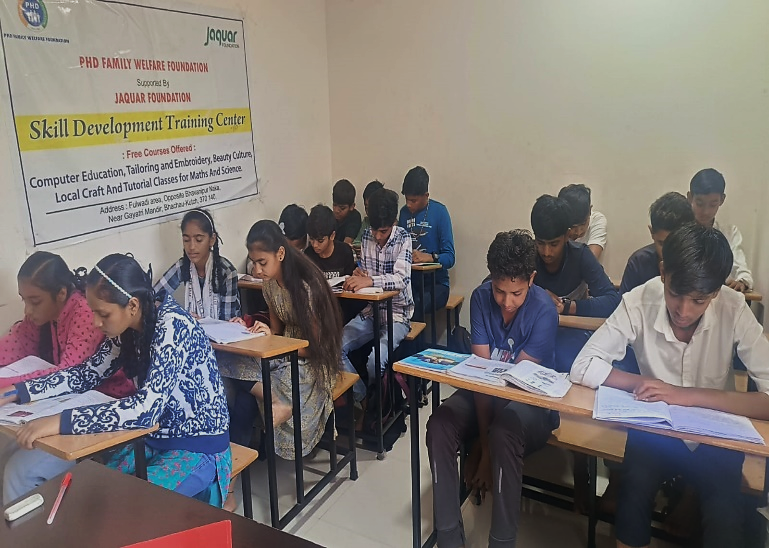 PHD
PHD FAMILY WELFARE FOUNDATION
Jaquar
FOUNDATION
PHD FAMILY WELFARE FOUNDATION
Supported By
JAQUAR FOUNDATION
Skill Development Training Center
: Free Courses Offered :
Computer Education, Tailoring and Embroidery, Beauty Culture,
Local Craft And Tutorial Classes for Maths And Science.
Address : Fulwadi area, Opposite Bhavanipur Naka,
Near Gayatri Mandir, Bhachau-Kutch, 370 140.